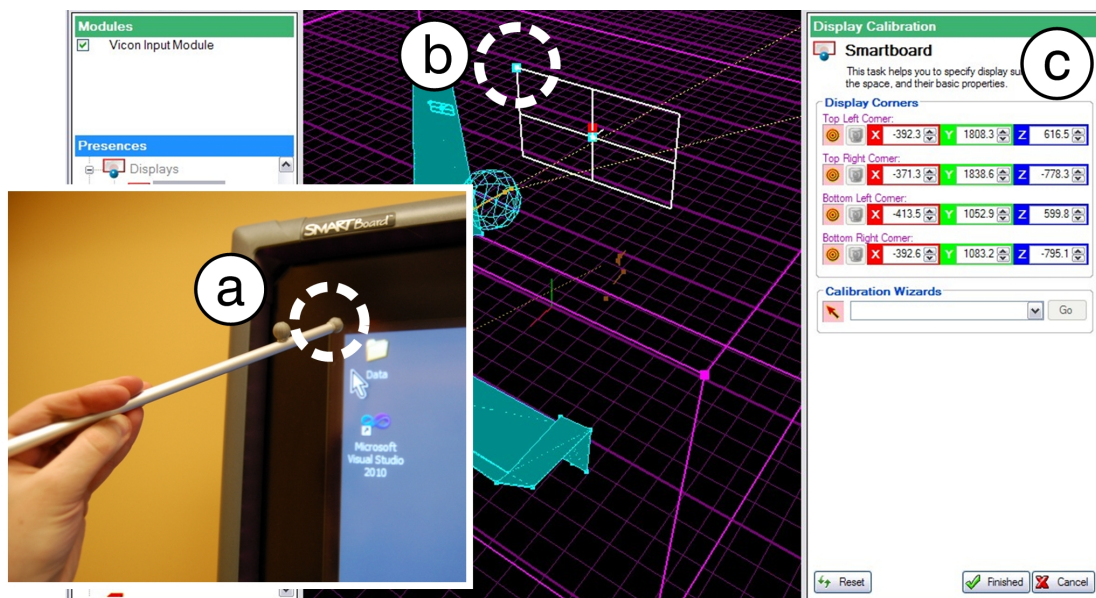 Modules
Vicon Input Module
Presences
Displays
a
SMART Board
Data
Microsoft
Visual Studio
2010
b
c
Display Calibration
Smartboard
This task helps you to specify display
the space, and their basic properties.
Display Corners
Top Left Corner:
X -392.3 Y 1808.3 Z 616.5
Top Right Corner:
X -371.3 Y 1838.6 Z -778.3
Bottom Left Corner:
X -413.5 Y 1052.9 Z 599.8
Bottom Right Corner:
X -392.6 Y 1083.2 Z -795.1
Calibration Wizards
Go
Reset Finished Cancel